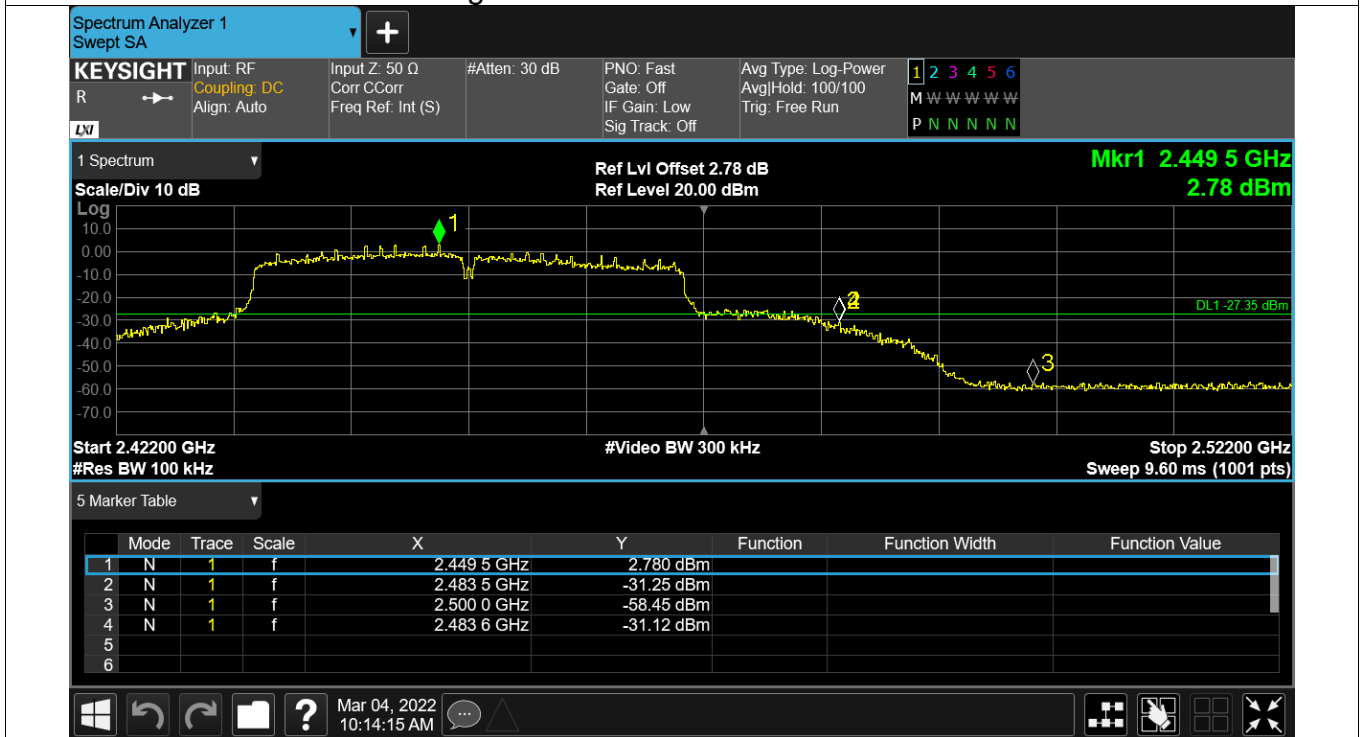 Spectrum Analyzer 1
Swept SA
+
KEYSIGHT Input: RF Input Z: 50 Ω #Atten: 30 dB PNO: Fast Avg Type: Log-Power 1 2 3 4 5 6
R Coupling: DC Corr CCorr Gate: Off Avg|Hold: 100/100 M W W W W W
Align: Auto Freq Ref: Int (S) IF Gain: Low Trig: Free Run
LXI Sig Track: Off P N N N N N
1 Spectrum Ref Lvl Offset 2.78 dB Mkr1 2.449 5 GHz
Scale/Div 10 dB Ref Level 20.00 dBm 2.78 dBm
Log
1
10.0
0.00
-10.0
-20.0
2
DL1 -27.35 dBm
-30.0
-40.0
-50.0
3
-60.0
-70.0
Start 2.42200 GHz #Video BW 300 kHz Stop 2.52200 GHz
#Res BW 100 kHz Sweep 9.60 ms (1001 pts)
5 Marker Table
Mode Trace Scale X Y Function Function Width Function Value
1 N 1 f 2.449 5 GHz 2.780 dBm
2 N 1 f 2.483 5 GHz -31.25 dBm
3 N 1 f 2.500 0 GHz -58.45 dBm
4 N 1 f 2.483 6 GHz -31.12 dBm
5
6
? Mar 04, 2022
10:14:15 AM